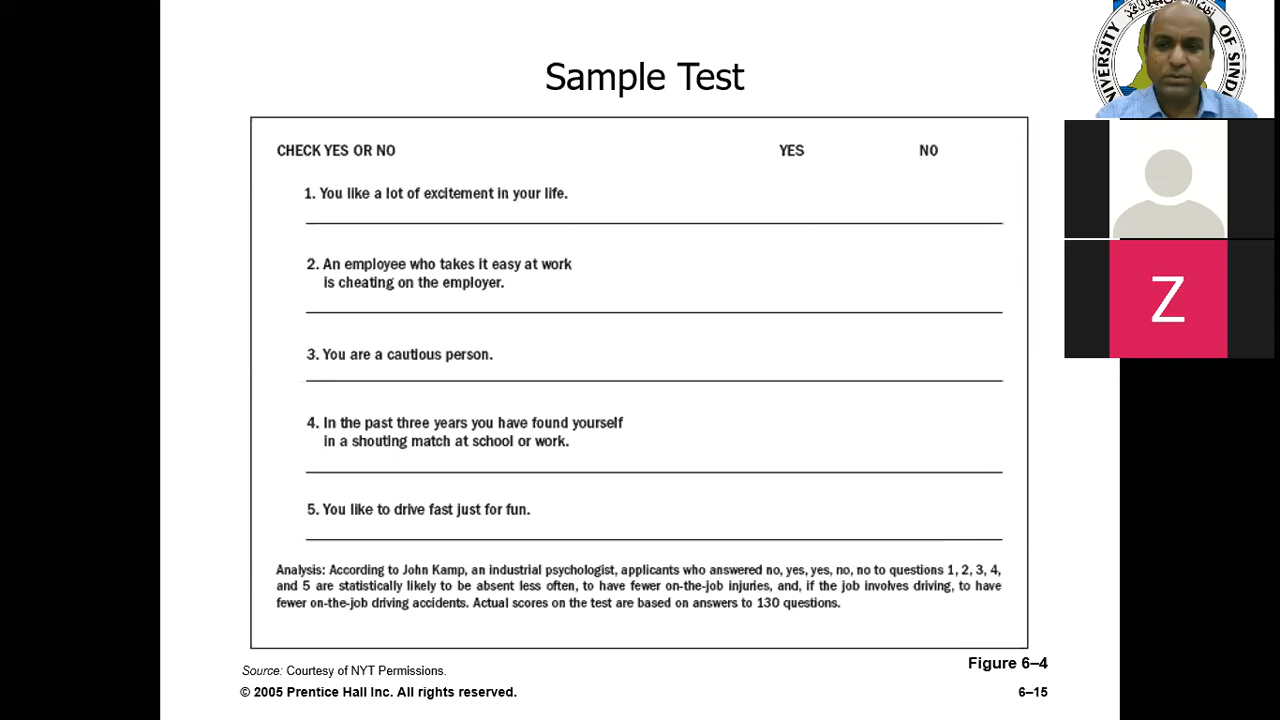 Sample Test
CHECK YES OR NO YES NO
1. You like a lot of excitement in your life.
2. An employee who takes it easy at work
is cheating on the employer.
3. You are a cautious person.
4. In the past three years you have found yourself
in a shouting match at school or work.
5. You like to drive fast just for fun.
Analysis: According to John Kamp, an industrial psychologist, applicants who answered no, yes, yes, no, no to questions 1, 2, 3, 4,
and 5 are statistically likely to be absent less often, to have fewer on-the-job injuries, and, if the job involves driving, to have
fewer on-the-job driving accidents. Actual scores on the test are based on answers to 130 questions.
Source: Courtesy of NYT Permissions.
Figure 6–4
© 2005 Prentice Hall Inc. All rights reserved.
6–15
OF SIND
Z